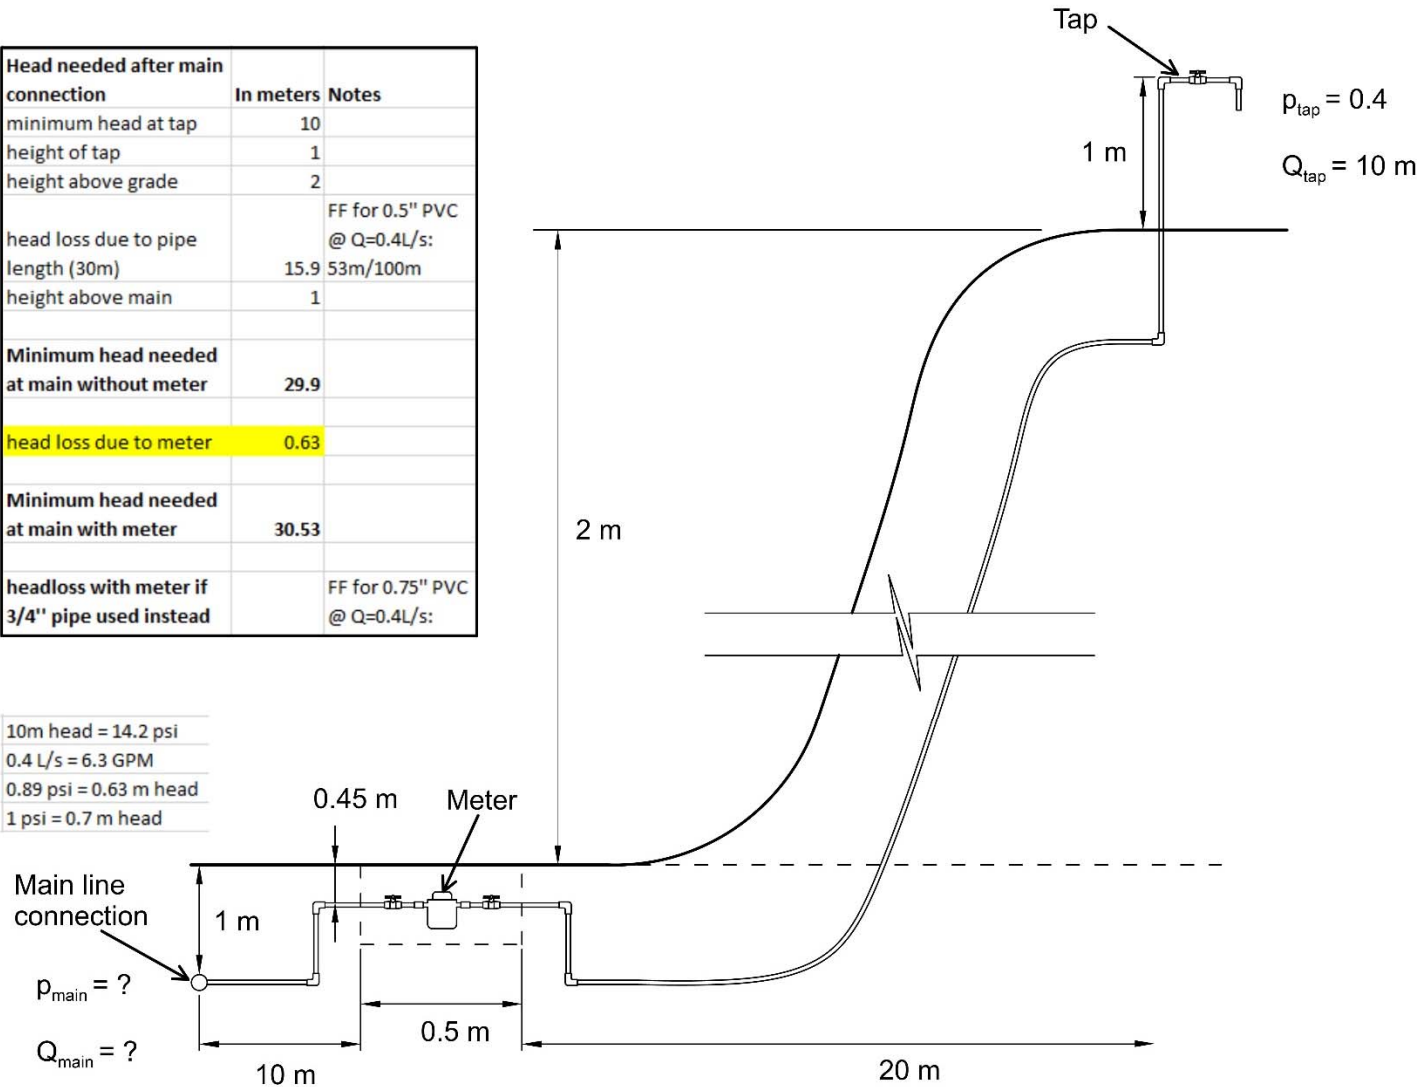 Head needed after main
connection In meters Notes
minimum head at tap 10
height of tap 1
height above grade 2
FF for 0.5" PVC
head loss due to pipe @ Q=0.4L/s:
length (30m) 15.9 53m/100m
height above main 1
Minimum head needed
at main without meter 29.9
head loss due to meter 0.63
Minimum head needed
at main with meter 30.53
headloss with meter if FF for 0.75" PVC
3/4'' pipe used instead @ Q=0.4L/s:
10m head = 14.2 psi
0.4 L/s = 6.3 GPM
0.89 psi = 0.63 m head
1 psi = 0.7 m head
Tap
1 m
ptap = 0.4
Qtap = 10 m
2 m
0.45 m
Meter
Main line
connection
1 m
pmain = ?
Qmain = ?
10 m
0.5 m
20 m